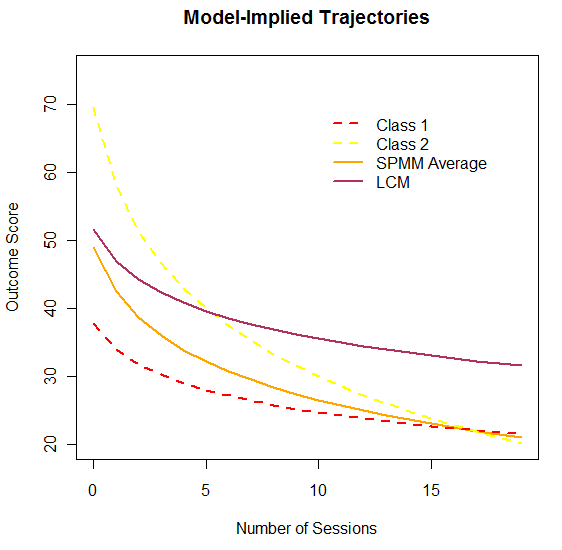 Model-Implied Trajectories
Outcome Score
70
60
50
40
30
20
Class 1
Class 2
SPMM Average
LCM
0 5 10 15
Number of Sessions